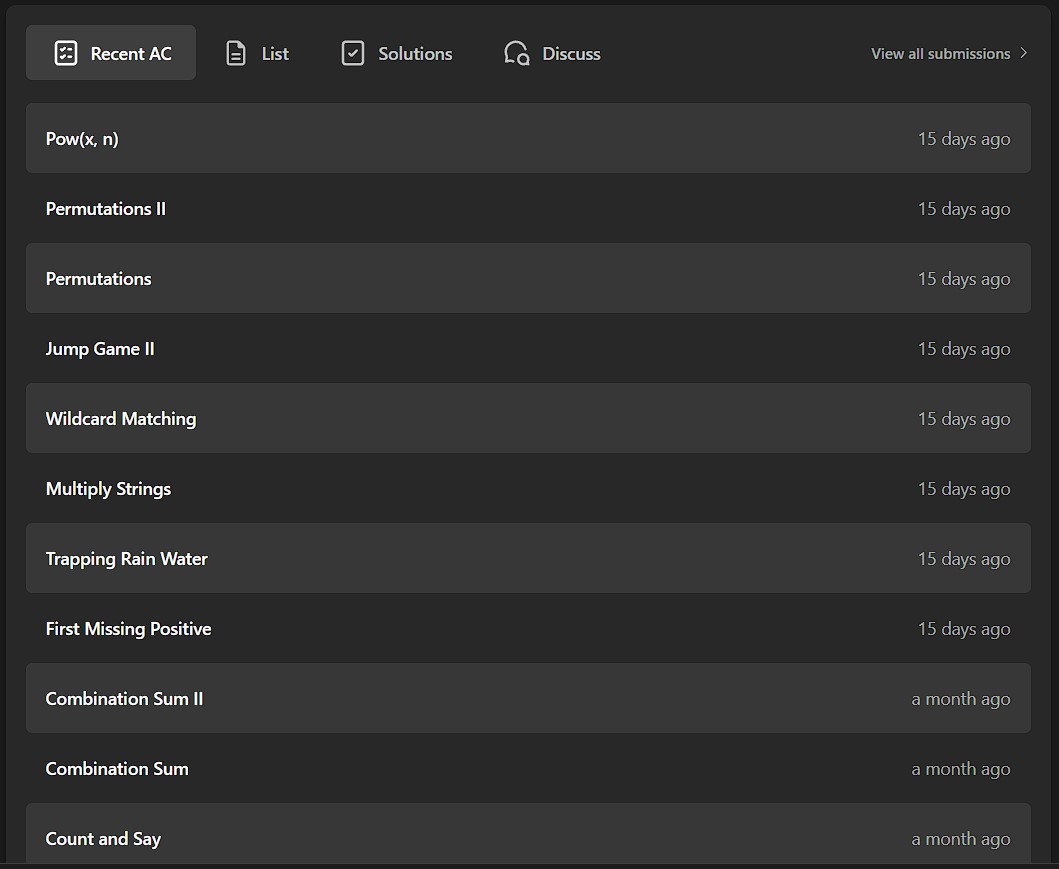 Recent AC List Solutions Discuss View all submissions
Pow(x, n) 15 days ago
Permutations II 15 days ago
Permutations 15 days ago
Jump Game II 15 days ago
Wildcard Matching 15 days ago
Multiply Strings 15 days ago
Trapping Rain Water 15 days ago
First Missing Positive 15 days ago
Combination Sum II a month ago
Combination Sum a month ago
Count and Say a month ago